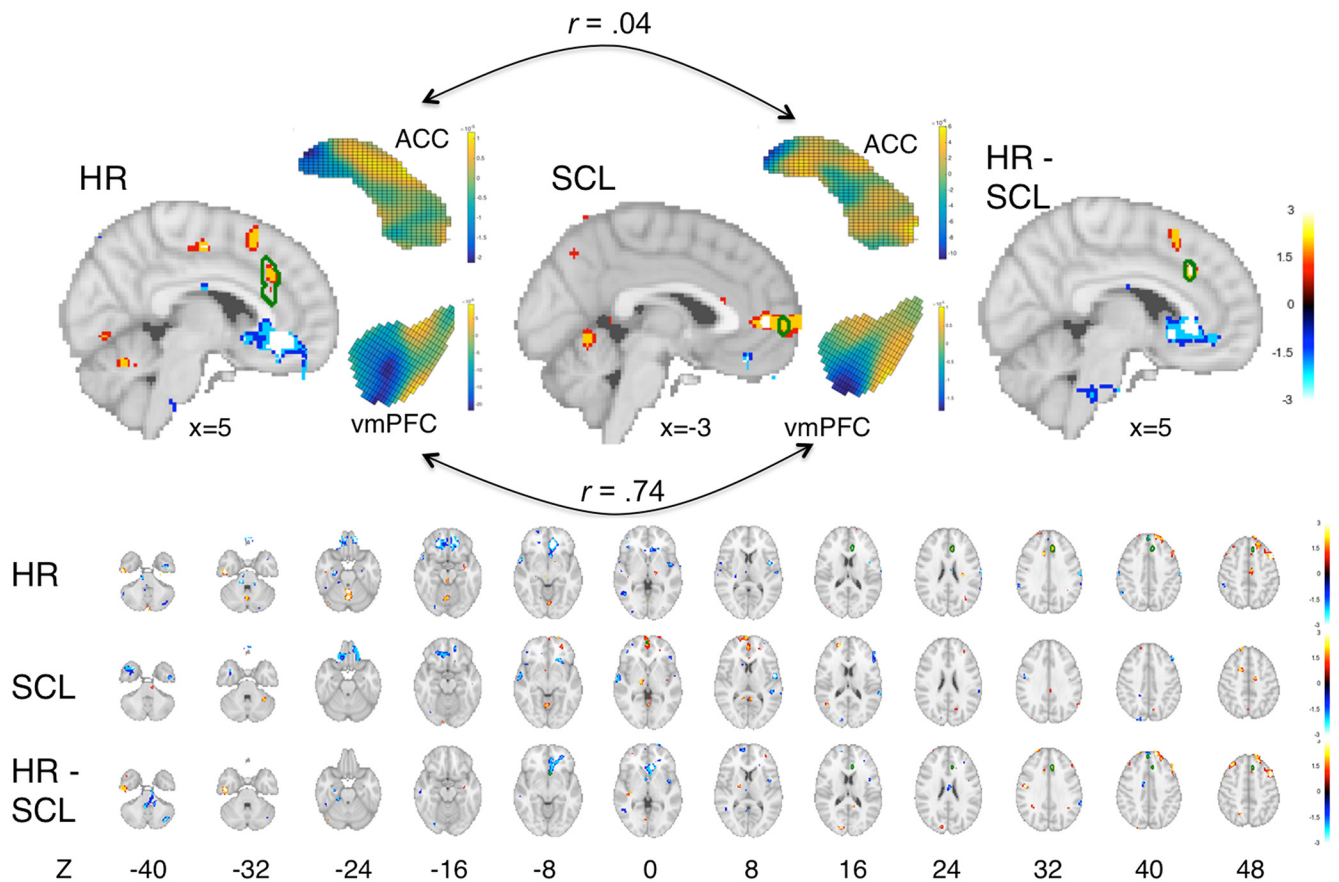 r = .04
ACC
ACC
HR
SCL
HR -
SCL
3
1.5
0
-1.5
-3
vmPFC
vmPFC
x=5
x=-3
x=5
r = .74
HR
SCL
HR -
SCL
Z -40 -32 -24 -16 -8 0 8 16 24 32 40 48